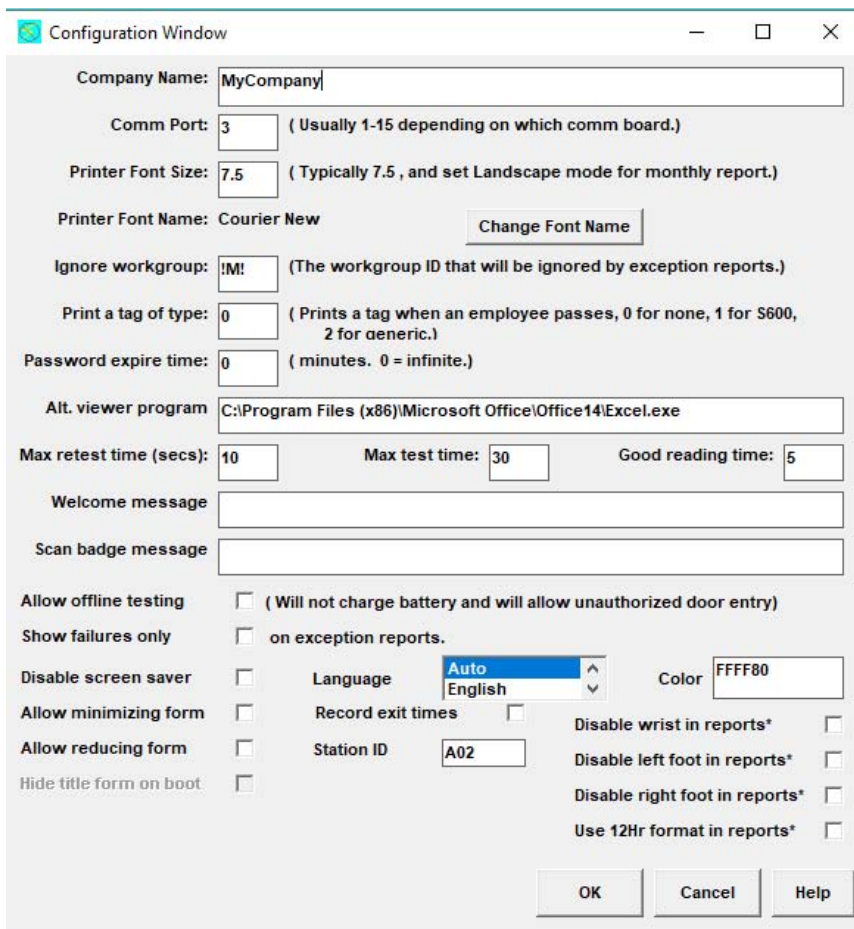 Configuration Window
Company Name: MyCompany
Comm Port: 3 ( Usually 1-15 depending on which comm board.)
Printer Font Size: 7.5 ( Typically 7.5 , and set Landscape mode for monthly report.)
Printer Font Name: Courier New Change Font Name
Ignore workgroup: !M! (The workgroup ID that will be ignored by exception reports.)
Print a tag of type: 0 ( Prints a tag when an employee passes, 0 for none, 1 for S600,
2 for generic.)
Password expire time: 0 ( minutes. 0 = infinite.)
Alt. viewer program C:\Program Files (x86)\Microsoft Office\Office14\Excel.exe
Max retest time (secs): 10 Max test time: 30 Good reading time: 5
Welcome message
Scan badge message
Allow offline testing ( Will not charge battery and will allow unauthorized door entry)
Show failures only on exception reports.
Disable screen saver Language Auto Color FFFF80
English
Allow minimizing form Record exit times Disable wrist in reports*
Allow reducing form Station ID A02 Disable left foot in reports*
Hide title form on boot Disable right foot in reports*
Use 12Hr format in reports*
OK Cancel Help